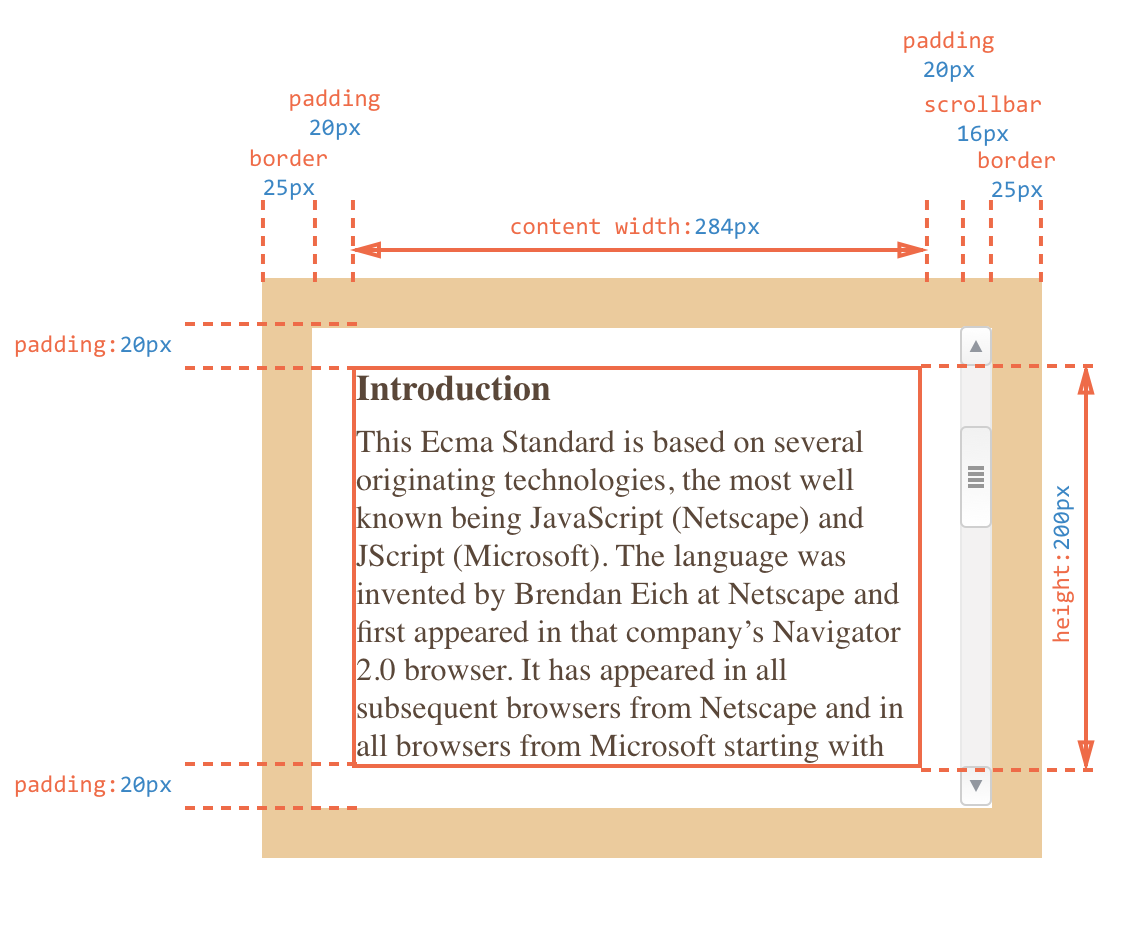 padding
20px
padding
20px
scrollbar
16px
border
25px
border
25px
content width:284px
padding:20px
Introduction
This Ecma Standard is based on several
originating technologies, the most well
known being JavaScript (Netscape) and
JScript (Microsoft). The language was
invented by Brendan Eich at Netscape and
first appeared in that company’s Navigator
2.0 browser. It has appeared in all
subsequent browsers from Netscape and in
all browsers from Microsoft starting with
height:200px
padding:20px